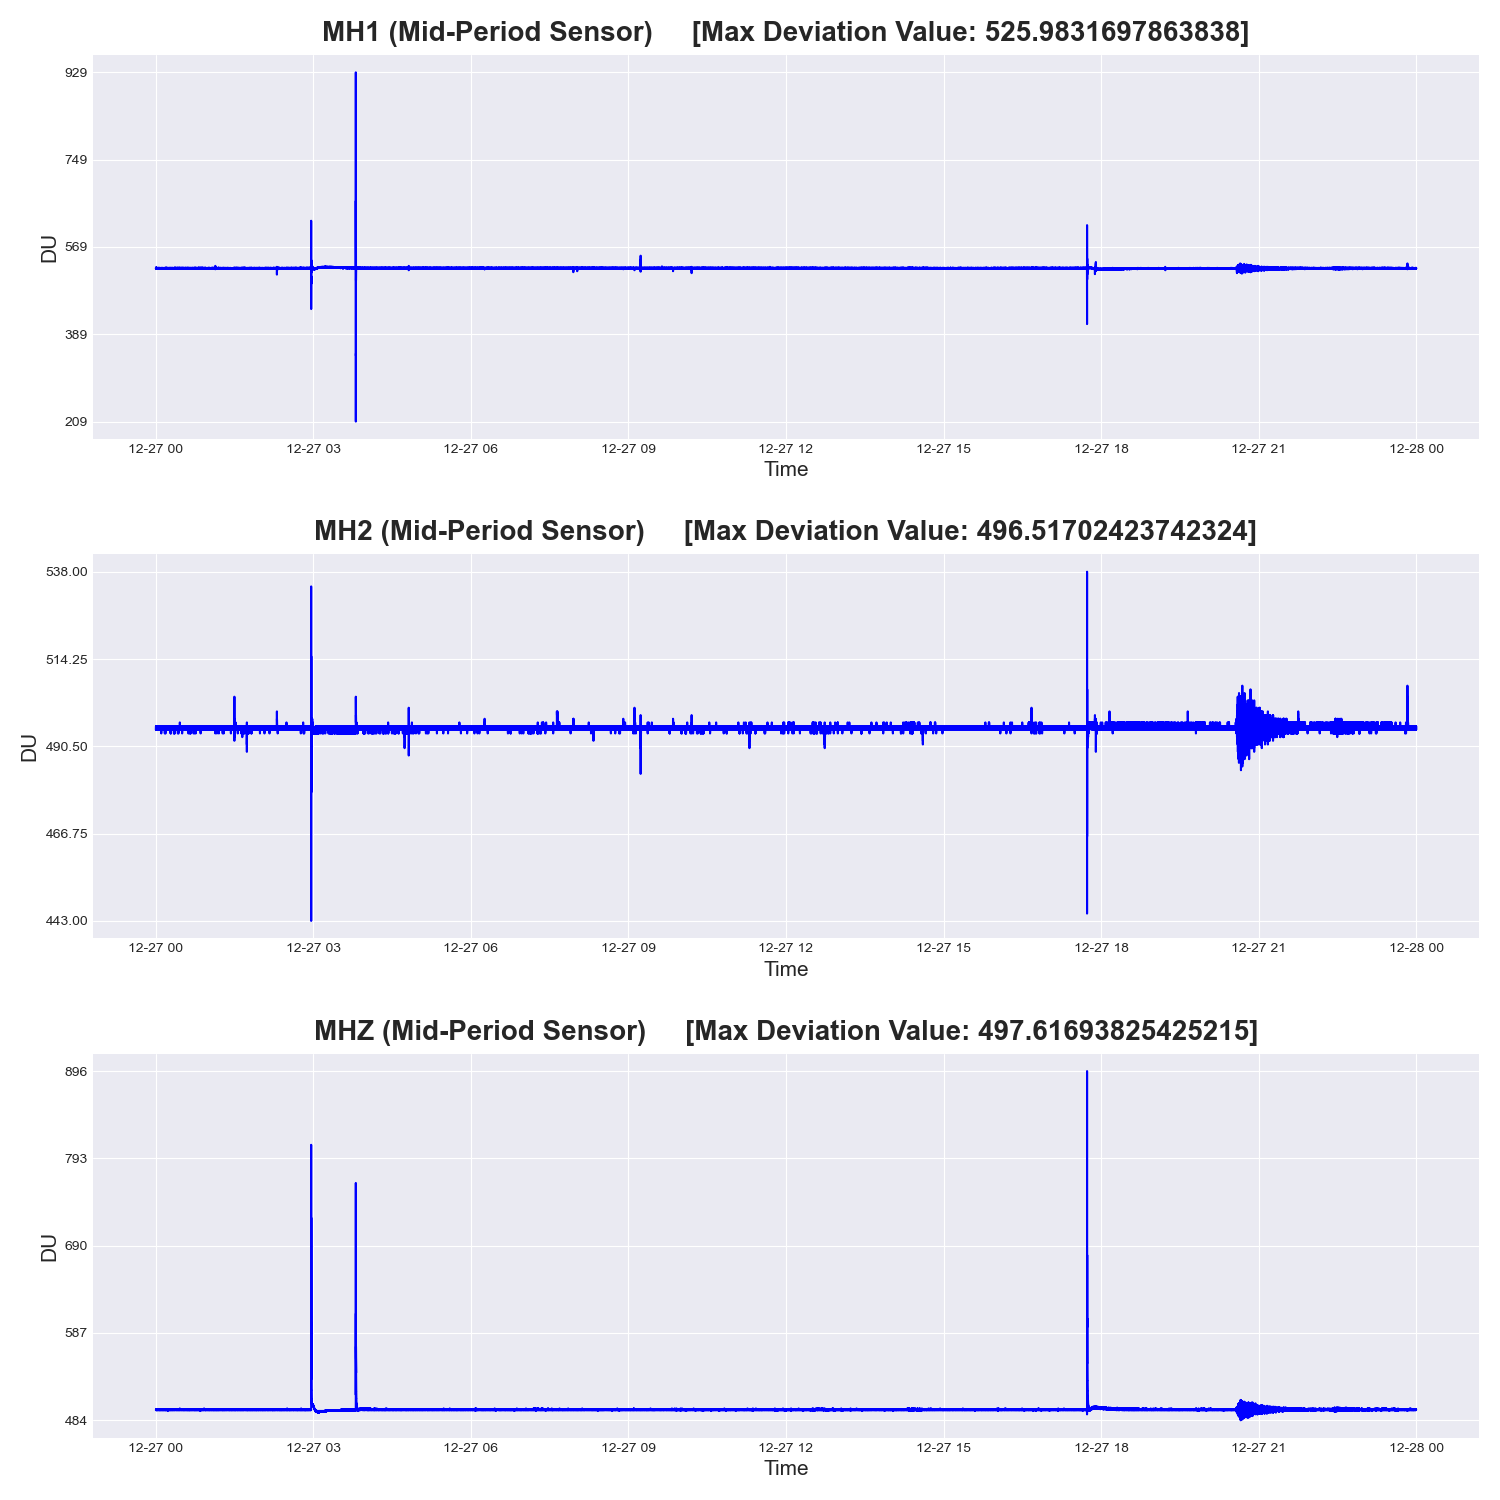 MH1 (Mid-Period Sensor) [Max Deviation Value: 525.9831697863838]
929
749
569
389
209
DU
12-27 00 12-27 03 12-27 06 12-27 09 12-27 12 12-27 15 12-27 18 12-27 21 12-28 00
Time
MH2 (Mid-Period Sensor) [Max Deviation Value: 496.51702423742324]
538.00
514.25
490.50
466.75
443.00
DU
12-27 00 12-27 03 12-27 06 12-27 09 12-27 12 12-27 15 12-27 18 12-27 21 12-28 00
Time
MHZ (Mid-Period Sensor) [Max Deviation Value: 497.61693825425215]
896
793
690
587
484
DU
12-27 00 12-27 03 12-27 06 12-27 09 12-27 12 12-27 15 12-27 18 12-27 21 12-28 00
Time